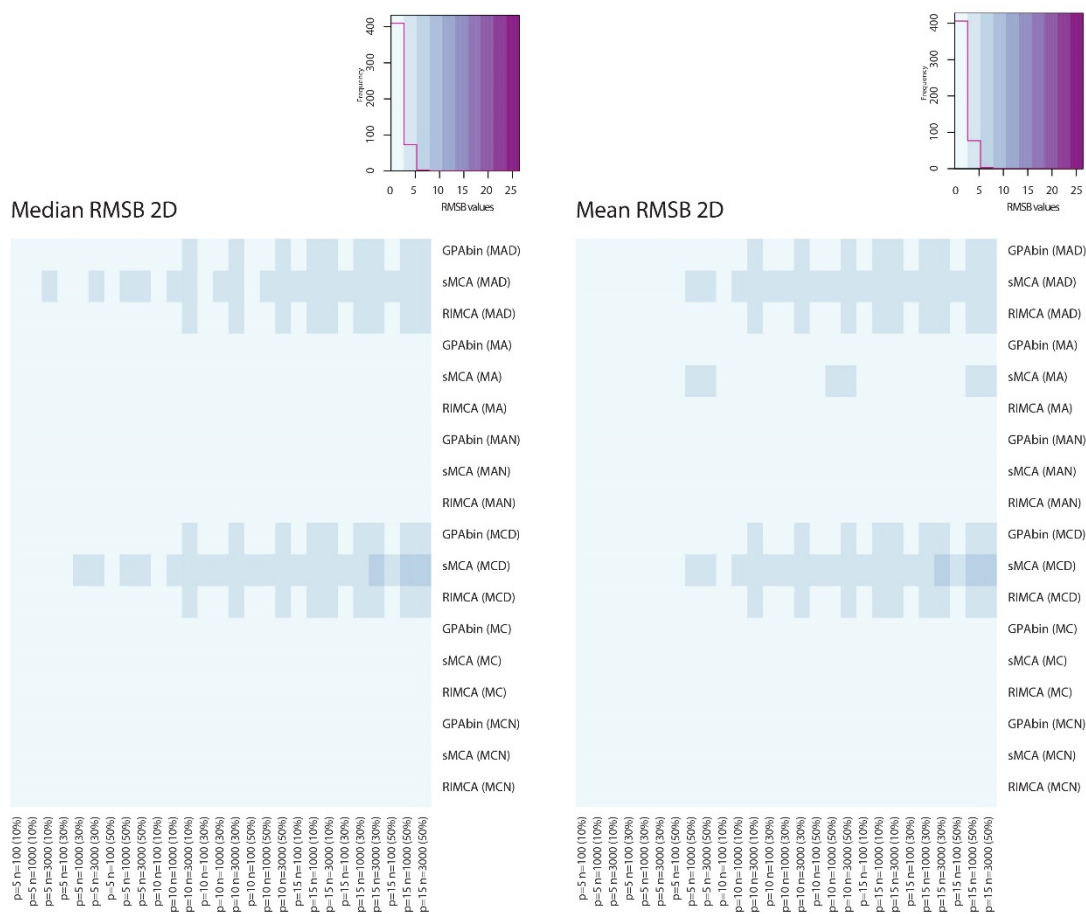 400
300
200
100
0
Frequency
0 5 10 15 20 25
RMSB values
Median RMSB 2D
GPAbin (MAD)
sMCA (MAD)
RIMCA (MAD)
GPAbin (MA)
sMCA (MA)
RIMCA (MA)
GPAbin (MAN)
sMCA (MAN)
RIMCA (MAN)
GPAbin (MCD)
sMCA (MCD)
RIMCA (MCD)
GPAbin (MC)
sMCA (MC)
RIMCA (MC)
GPAbin (MCN)
sMCA (MCN)
RIMCA (MCN)
p=5 n=100 (10%)
p=5 n=1000 (10%)
p=5 n=3000 (10%)
p=5 n=100 (30%)
p=5 n=1000 (30%)
p=5 n=3000 (30%)
p=5 n=100 (50%)
p=5 n=1000 (50%)
p=5 n=3000 (50%)
p=10 n=100 (10%)
p=10 n=1000 (10%)
p=10 n=3000 (10%)
p=10 n=100 (30%)
p=10 n=1000 (30%)
p=10 n=3000 (30%)
p=10 n=100 (50%)
p=10 n=1000 (50%)
p=10 n=3000 (50%)
p=15 n=100 (10%)
p=15 n=1000 (10%)
p=15 n=3000 (10%)
p=15 n=100 (30%)
p=15 n=1000 (30%)
p=15 n=3000 (30%)
p=15 n=100 (50%)
p=15 n=1000 (50%)
p=15 n=3000 (50%)
400
300
200
100
0
Frequency
0 5 10 15 20 25
RMSB values
Mean RMSB 2D
GPAbin (MAD)
sMCA (MAD)
RIMCA (MAD)
GPAbin (MA)
sMCA (MA)
RIMCA (MA)
GPAbin (MAN)
sMCA (MAN)
RIMCA (MAN)
GPAbin (MCD)
sMCA (MCD)
RIMCA (MCD)
GPAbin (MC)
sMCA (MC)
RIMCA (MC)
GPAbin (MCN)
sMCA (MCN)
RIMCA (MCN)
p=5 n=100 (10%)
p=5 n=1000 (10%)
p=5 n=3000 (10%)
p=5 n=100 (30%)
p=5 n=1000 (30%)
p=5 n=3000 (30%)
p=5 n=100 (50%)
p=5 n=1000 (50%)
p=5 n=3000 (50%)
p=10 n=100 (10%)
p=10 n=1000 (10%)
p=10 n=3000 (10%)
p=10 n=100 (30%)
p=10 n=1000 (30%)
p=10 n=3000 (30%)
p=10 n=100 (50%)
p=10 n=1000 (50%)
p=10 n=3000 (50%)
p=15 n=100 (10%)
p=15 n=1000 (10%)
p=15 n=3000 (10%)
p=15 n=100 (30%)
p=15 n=1000 (30%)
p=15 n=3000 (30%)
p=15 n=100 (50%)
p=15 n=1000 (50%)
p=15 n=3000 (50%)